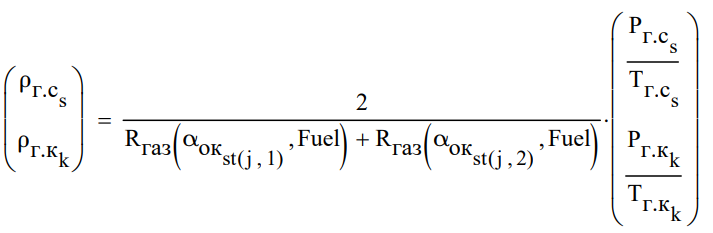 (ρг.сs ρг.кk) = 2 / (Rгаз(αокst(j , 1) , Fuel) + Rгаз(αокst(j , 2) , Fuel)) · (Pг.сs / Tг.сs Pг.кk / Tг.кk)